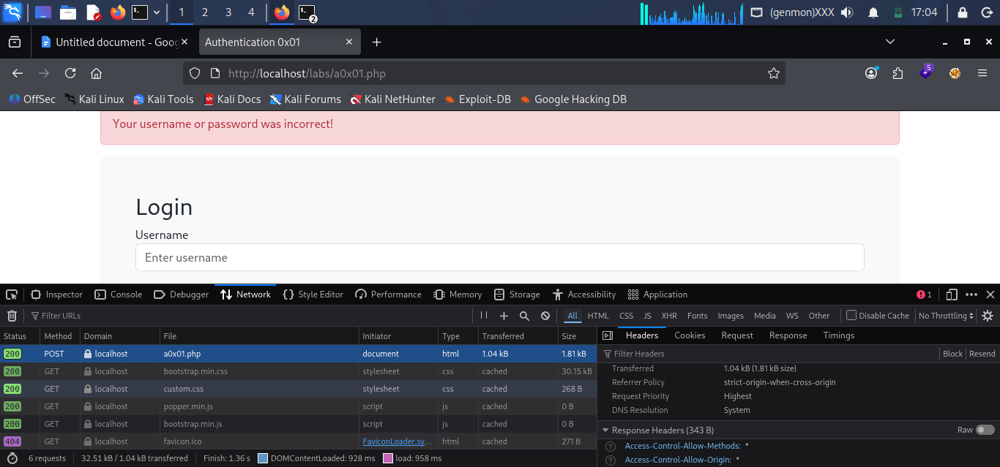 1 2 3 4 2 (genmon)XXX 17:04
Untitled document - Goog Authentication 0x01
http://localhost/labs/a0x01.php 5
OffSec Kali Linux Kali Tools Kali Docs Kali Forums Kali NetHunter Exploit-DB Google Hacking DB
Your username or password was incorrect!
Login
Username
Enter username
Inspector Console Debugger Network Style Editor Performance Memory Storage Accessibility Application 1
Filter URLs All HTML CSS JS XHR Fonts Images Media WS Other Disable Cache No Throttling
Status Method Domain File Initiator Type Transferred Size
200 POST localhost a0x01.php document html 1.04 kB 1.81 kB
200 GET localhost bootstrap.min.css stylesheet css cached 30.15 kB
200 GET localhost custom.css stylesheet css cached 268 B
200 GET localhost popper.min.js script js cached 0 B
200 GET localhost bootstrap.min.js script js cached 0 B
404 GET localhost favicon.ico FaviconLoader.sy... html cached 271 B
6 requests 32.51 kB / 1.04 kB transferred Finish: 1.36 s DOMContentLoaded: 928 ms load: 958 ms
Headers Cookies Request Response Timings
Filter Headers Block Resend
Transferred 1.04 kB (1.81 kB size)
Referrer Policy strict-origin-when-cross-origin
Request Priority Highest
DNS Resolution System
Response Headers (343 B) Raw
? Access-Control-Allow-Methods: *
? Access-Control-Allow-Origin: *